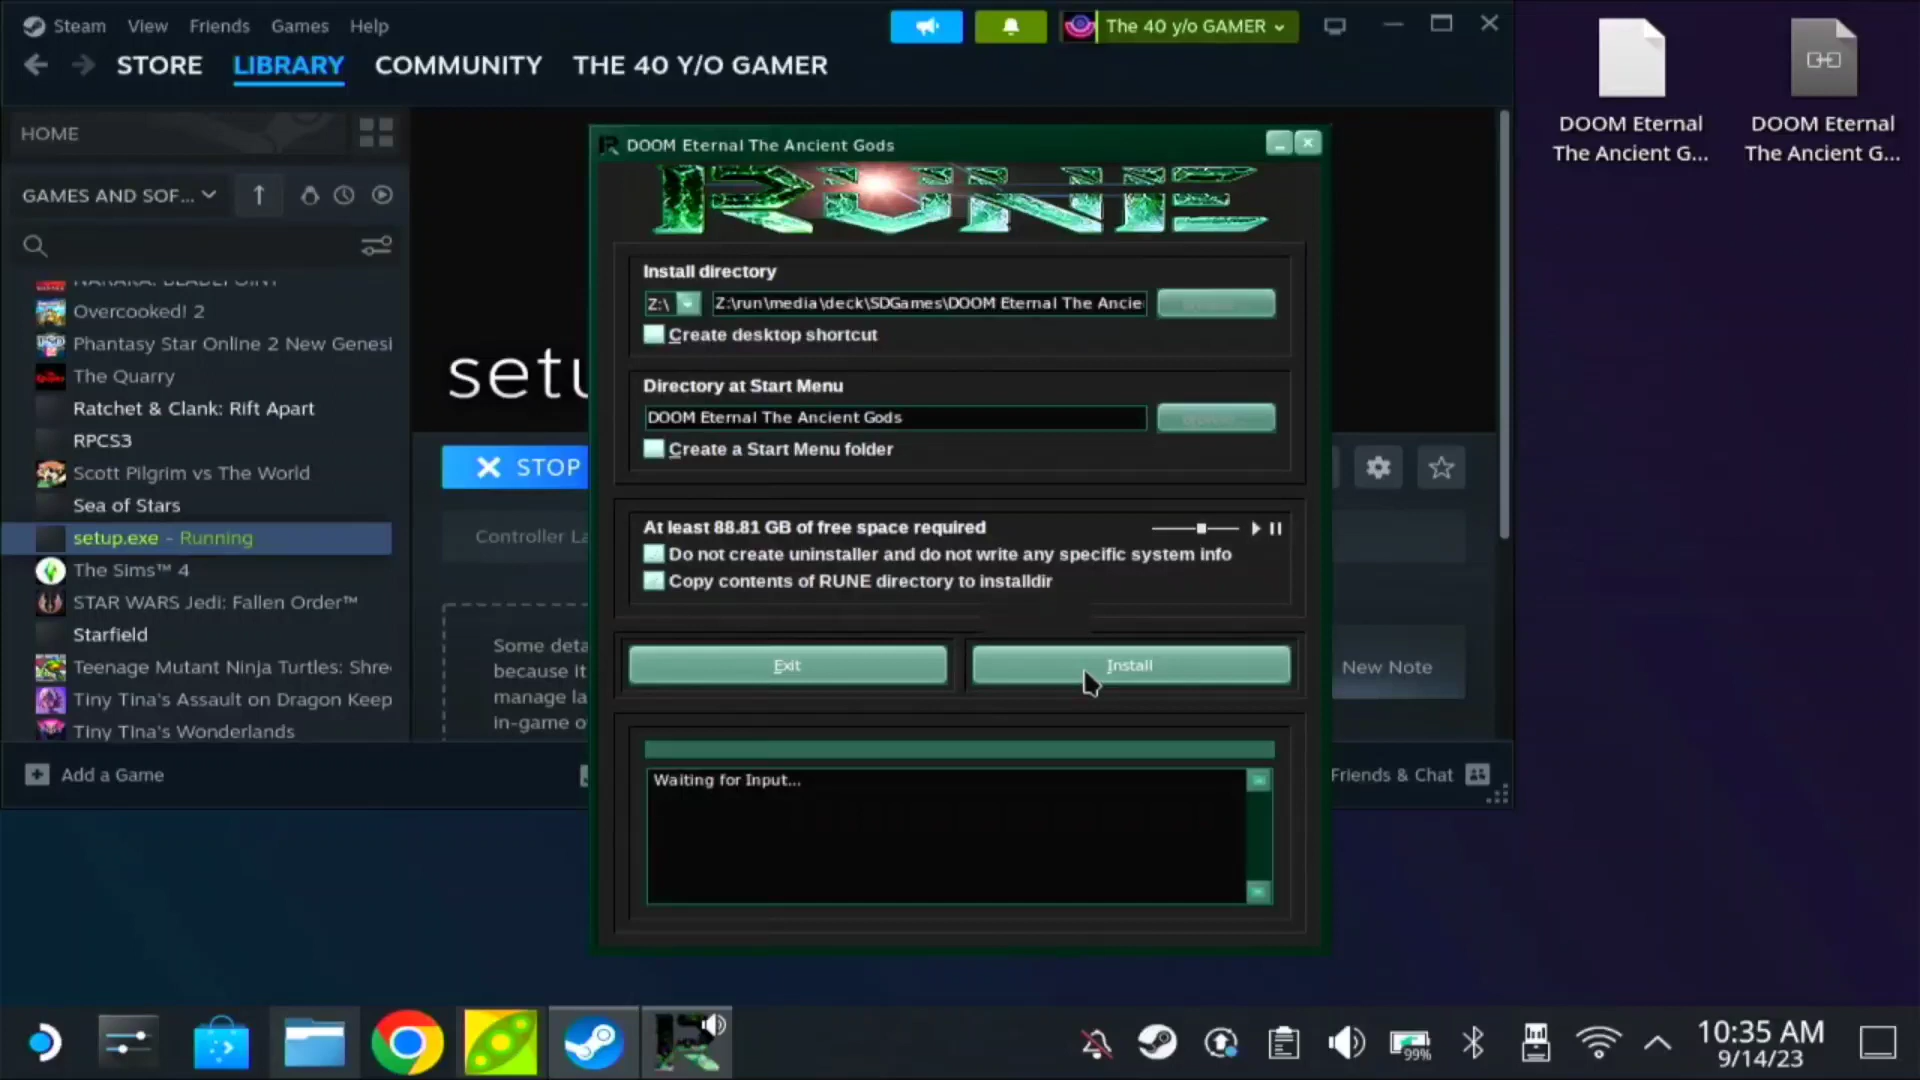 Steam View Friends Games Help
The 40 y/o GAMER
STORE LIBRARY COMMUNITY THE 40 Y/O GAMER
HOME
GAMES AND SOF...
Overcooked! 2
Phantasy Star Online 2 New Genesi
The Quarry
Ratchet & Clank: Rift Apart
RPCS3
Scott Pilgrim vs The World
Sea of Stars
setup.exe - Running
The Sims™ 4
STAR WARS Jedi: Fallen Order™
Starfield
Teenage Mutant Ninja Turtles: Shre
Tiny Tina's Assault on Dragon Keep
Tiny Tina's Wonderlands
Add a Game
setu
STOP
Controller La
Some deta
because it
manage la
in-game o
New Note
Friends & Chat
DOOM Eternal The Ancient Gods
RUNE
Install directory
Z:\ Z:\run\media\deck\SDGames\DOOM Eternal The Ancie
Create desktop shortcut
Directory at Start Menu
DOOM Eternal The Ancient Gods
Create a Start Menu folder
At least 88.81 GB of free space required
Do not create uninstaller and do not write any specific system info
Copy contents of RUNE directory to installdir
Exit Install
Waiting for Input...
DOOM Eternal
The Ancient G...
DOOM Eternal
The Ancient G...
99%
10:35 AM
9/14/23